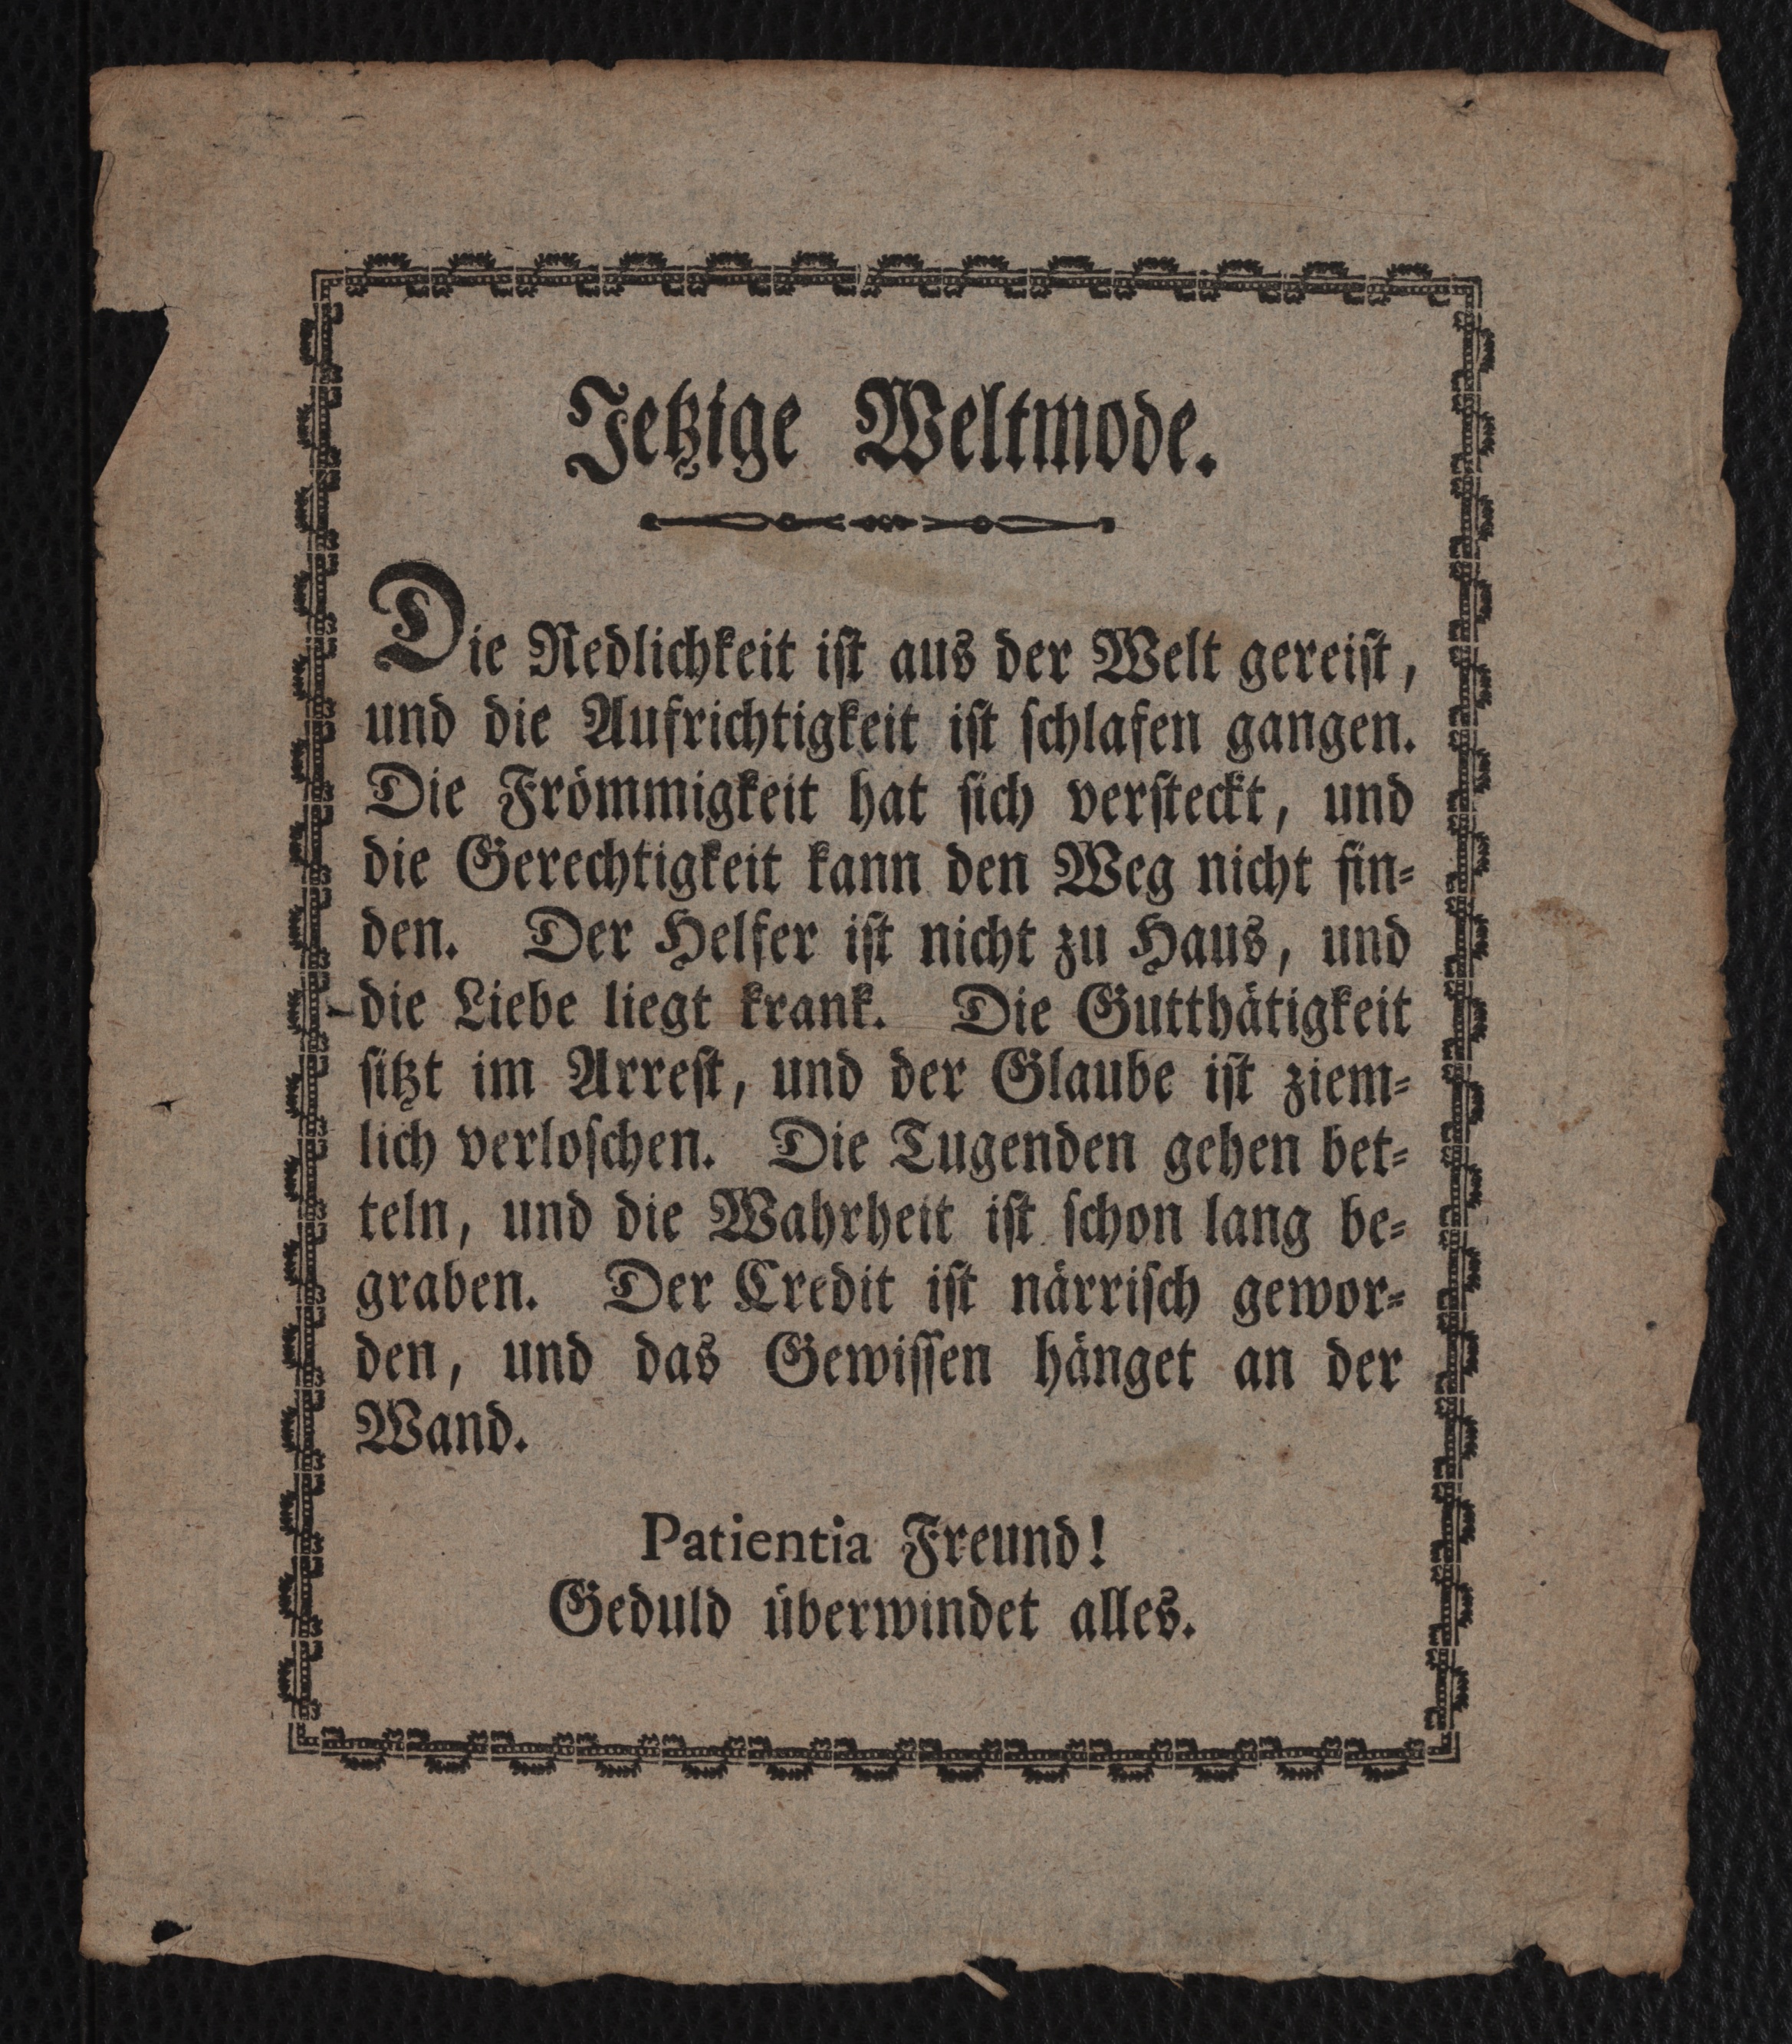 Jetzige Weltmode.
Die Redlichkeit iſt aus der Welt gereiſt,
und die Aufrichtigkeit iſt ſchlafen gangen.
Die Frömmigkeit hat ſich verſteckt, und
die Gerechtigkeit kann den Weg nicht fin⸗
den. Der Helfer iſt nicht zu Haus, und
die Liebe liegt krank. Die Gutthätigkeit
ſitzt im Arreſt, und der Glaube iſt ziem⸗
lich verloſchen. Die Tugenden gehen bet⸗
teln, und die Wahrheit iſt ſchon lang be⸗
graben. Der Credit iſt närriſch gewor⸗
den, und das Gewiſſen hänget an der
Wand.
Patientia Freund!
Geduld überwindet alles.